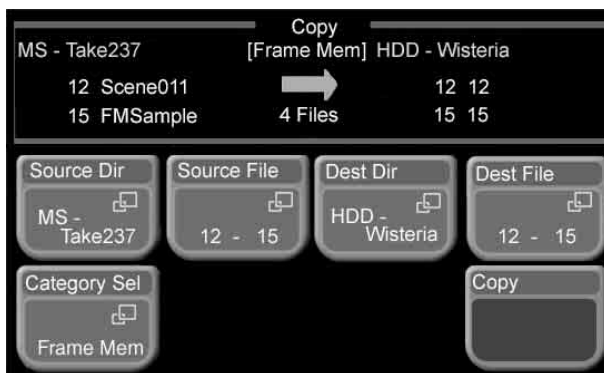 Copy
MS - Take237 [Frame Mem] HDD - Wisteria
12 Scene011 12 12
15 FMSample 4 Files 15 15
Source Dir Source File Dest Dir Dest File
MS - Take237 12 - 15 HDD - Wisteria 12 - 15
Category Sel Copy
Frame Mem